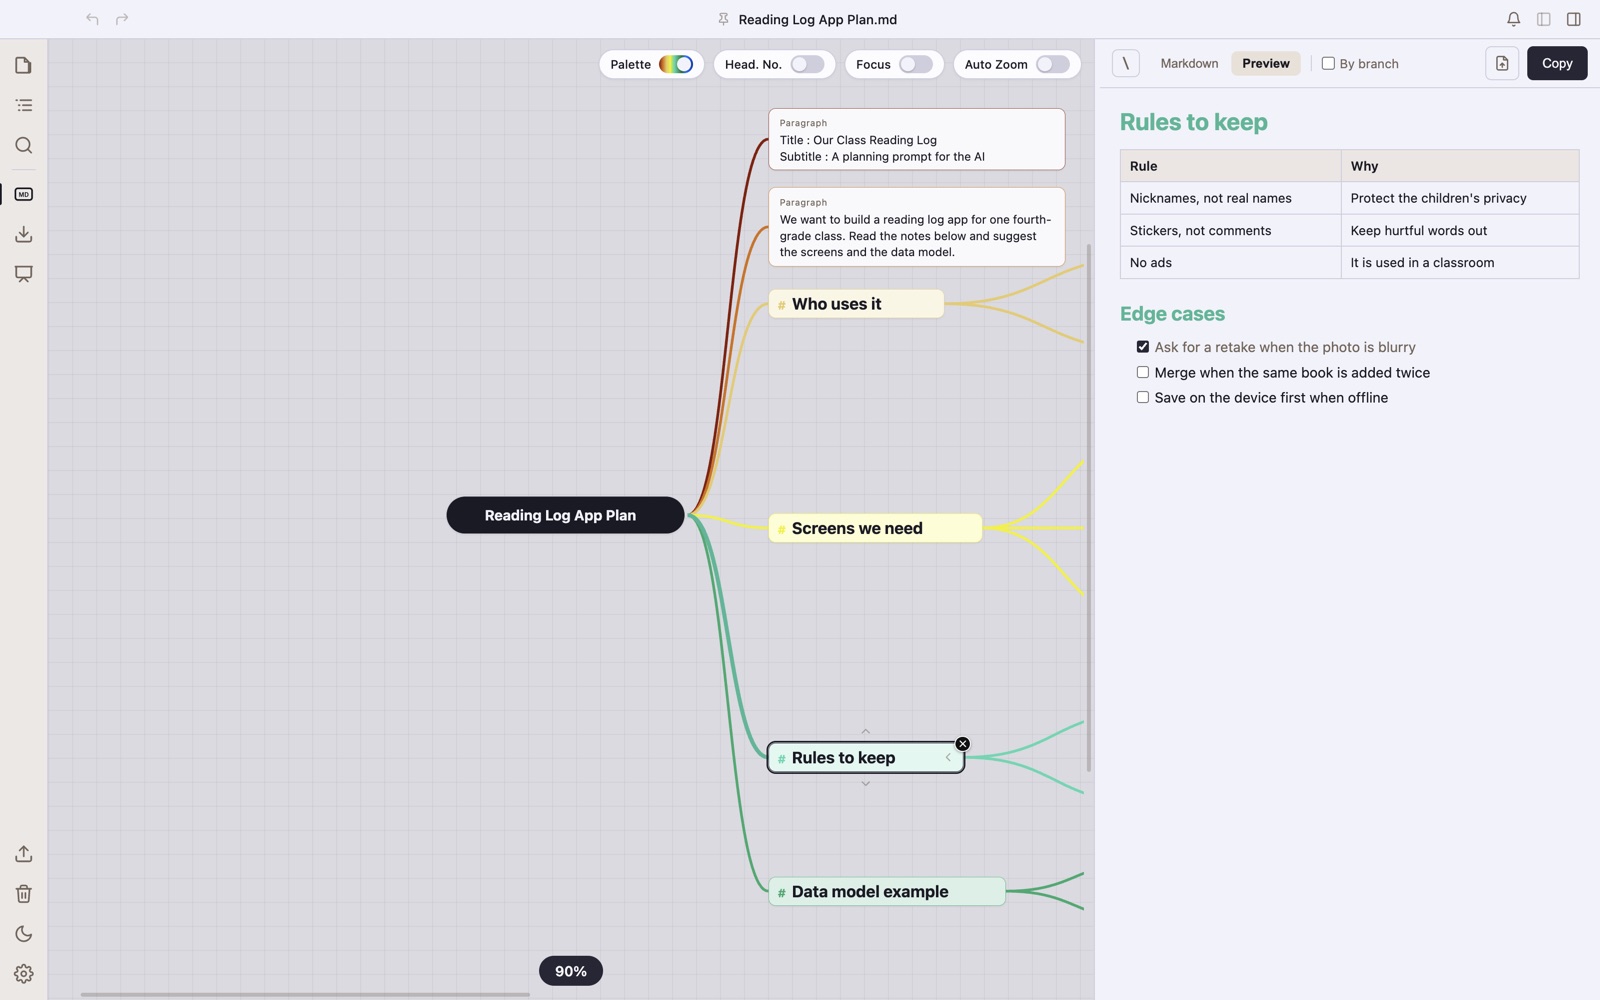 Reading Log App Plan.md
Palette
Head. No.
Focus
Auto Zoom
\
Markdown
Preview
By branch
Copy
MD
Paragraph
Title : Our Class Reading Log
Subtitle : A planning prompt for the AI
Paragraph
We want to build a reading log app for one fourth-
grade class. Read the notes below and suggest
the screens and the data model.
# Who uses it
Reading Log App Plan
# Screens we need
# Rules to keep
# Data model example
90%
Rules to keep
Rule Why
Nicknames, not real names Protect the children's privacy
Stickers, not comments Keep hurtful words out
No ads It is used in a classroom
Edge cases
Ask for a retake when the photo is blurry
Merge when the same book is added twice
Save on the device first when offline